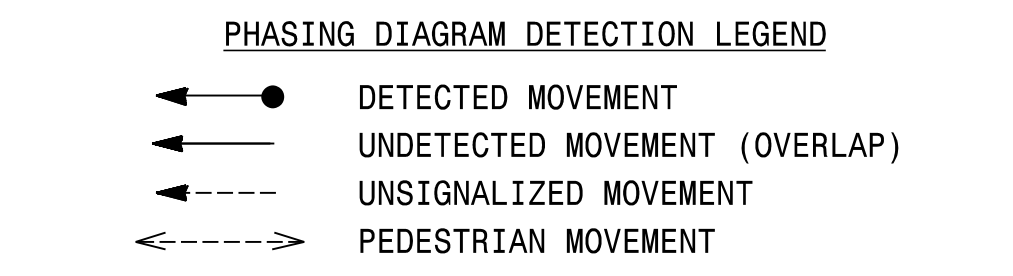 PHASING DIAGRAM DETECTION LEGEND
DETECTED MOVEMENT
UNDETECTED MOVEMENT (OVERLAP)
UNSIGNALIZED MOVEMENT
PEDESTRIAN MOVEMENT